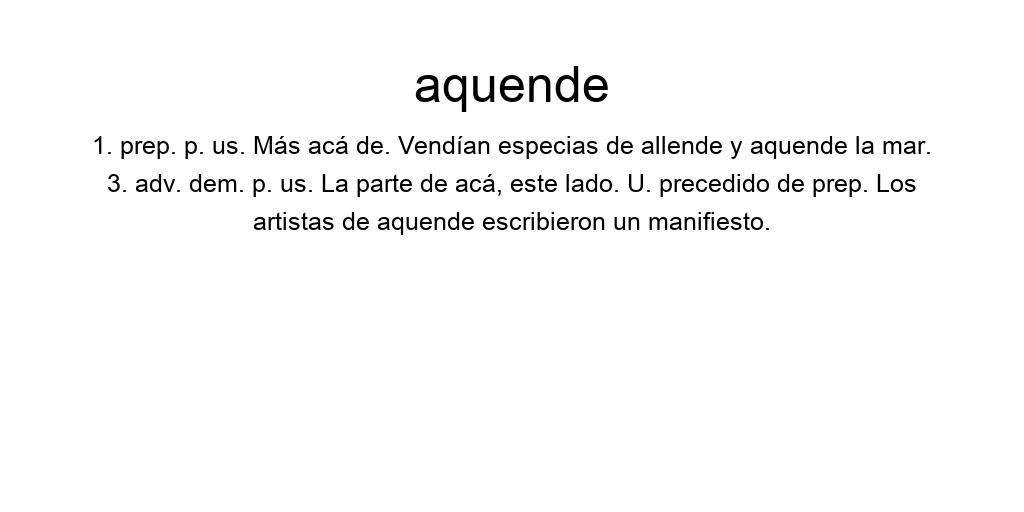 aquende
1. prep. p. us. Más acá de. Vendían especias de allende y aquende la mar.
3. adv. dem. p. us. La parte de acá, este lado. U. precedido de prep. Los
artistas de aquende escribieron un manifiesto.